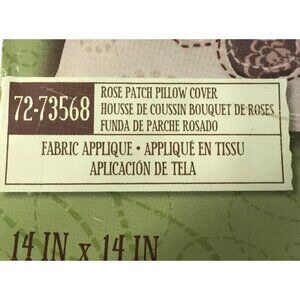 72-73568
ROSE PATCH PILLOW COVER
HOUSSE DE COUSSIN BOUQUET DE ROSES
FUNDA DE PARCHE ROSADO
FABRIC APPLIQUE • APPLIQUÉ EN TISSU
APLICACIÓN DE TELA
14 IN x 14 IN